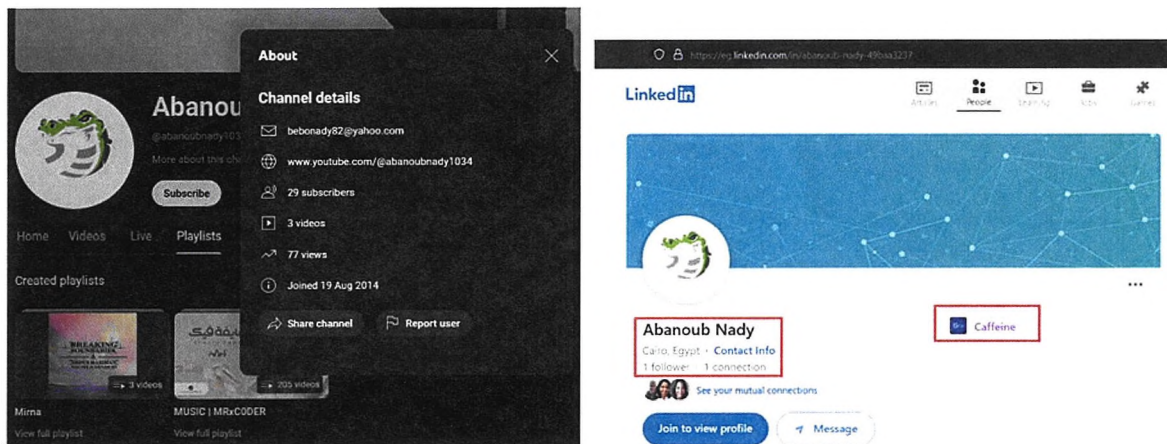 About
Channel details
Abanou
@abanoubnady103
More about this cha
bebonady82@yahoo.com
www.youtube.com/@abanoubnady1034
29 subscribers
3 videos
77 views
Joined 19 Aug 2014
Subscribe
Share channel
Report user
Home
Videos
Live
Playlists
Created playlists
BREAKING
3 videos
205 videos
Mirna
MUSIC | MRxC0DER
View full playlist
View full playlist
https://eg.linkedin.com/in/abanoub-nady-49baa3237
Linked in
Articles
People
Learning
Jobs
Games
Abanoub Nady
Cairo, Egypt · Contact Info
1 follower · 1 connection
Caffeine
See your mutual connections
Join to view profile
Message